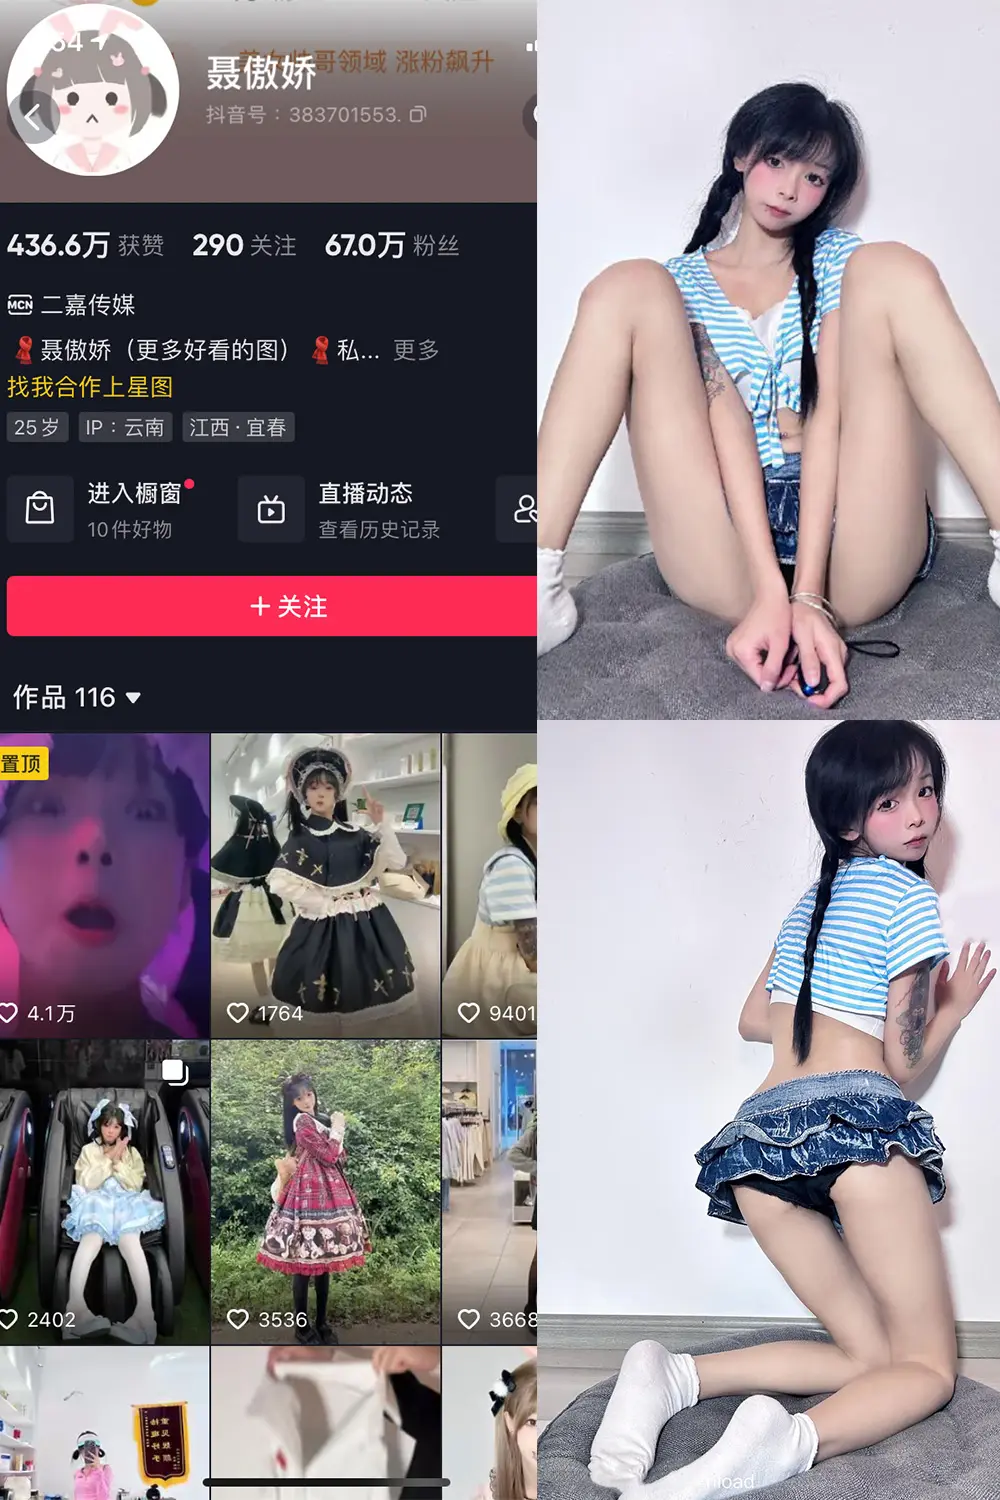 聂傲娇
抖音号：383701553.
436.6万 获赞 290 关注 67.0万 粉丝
MCN 二嘉传媒
聂傲娇（更多好看的图） 私... 更多
找我合作上星图
25岁 IP：云南 江西·宜春
进入橱窗
10件好物
直播动态
查看历史记录
+ 关注
作品 116
置顶
4.1万
1764
9401
2402
3536
3668